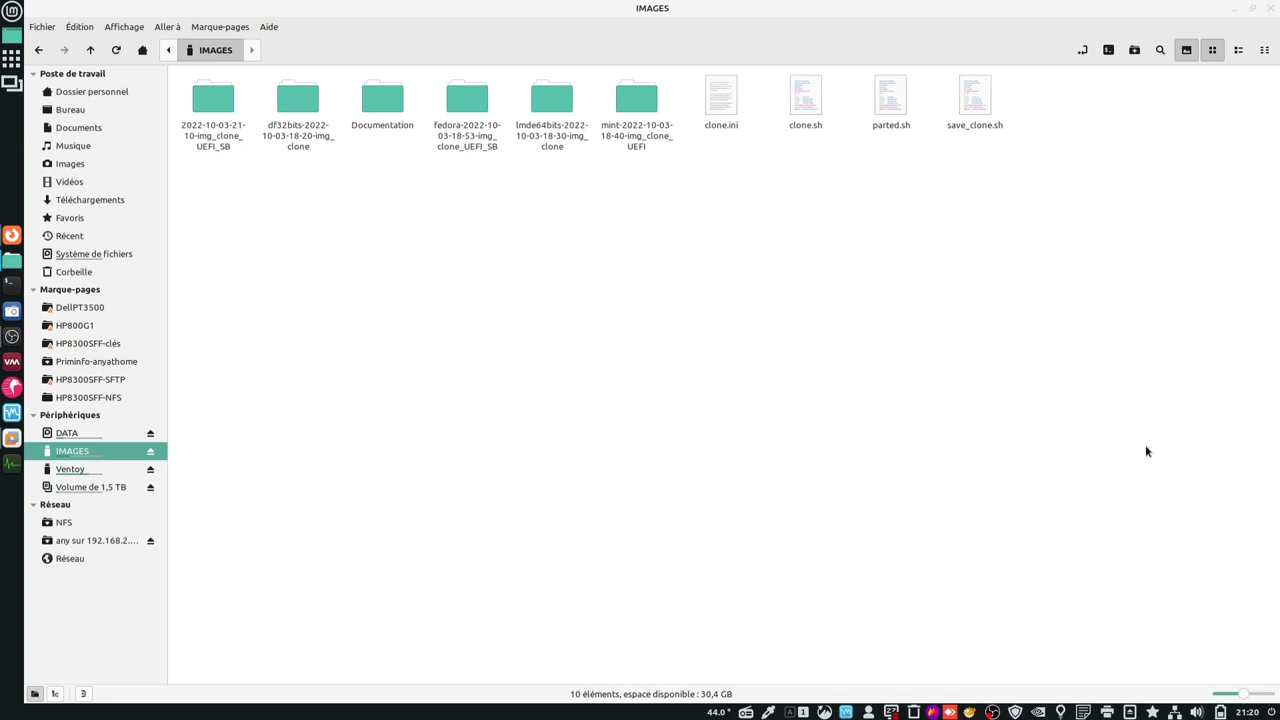 IMAGES
Fichier Édition Affichage Aller à Marque-pages Aide
IMAGES
Poste de travail
Dossier personnel
Bureau
Documents
Musique
Images
Vidéos
Téléchargements
Favoris
Récent
Système de fichiers
Corbeille
Marque-pages
DellPT3500
HP800G1
HP8300SFF-clés
Priminfo-anyathome
HP8300SFF-SFTP
HP8300SFF-NFS
Périphériques
DATA
IMAGES
Ventoy
Volume de 1,5 TB
Réseau
NFS
any sur 192.168.2....
Réseau
2022-10-03-21-
10-img_clone_
UEFI_SB
df32bits-2022-
10-03-18-20-img_
clone
Documentation
fedora-2022-10-
03-18-53-img_
clone_UEFI_SB
lmde64bits-2022-
10-03-18-30-img_
clone
mint-2022-10-03-
18-40-img_clone_
UEFI
clone.ini
clone.sh
parted.sh
save_clone.sh
10 éléments, espace disponible : 30,4 GB
44.0° A 1 21:20